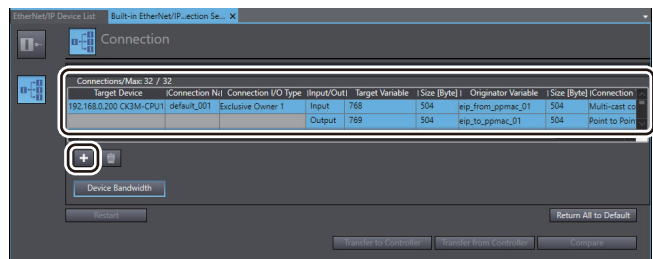 EtherNet/IP Device List Built-in EtherNet/IP...ection Se... X
Connection
Connections/Max: 32 / 32
Target Device |Connection Na| Connection I/O Type |Input/Out| Target Variable | Size [Byte] | Originator Variable | Size [Byte] |Connection
192.168.0.200 CK3M-CPU1 default_001 Exclusive Owner 1 Input 768 504 eip_from_ppmac_01 504 Multi-cast co
Output 769 504 eip_to_ppmac_01 504 Point to Poin
+
Device Bandwidth
Restart Return All to Default
Transfer to Controller Transfer from Controller Compare